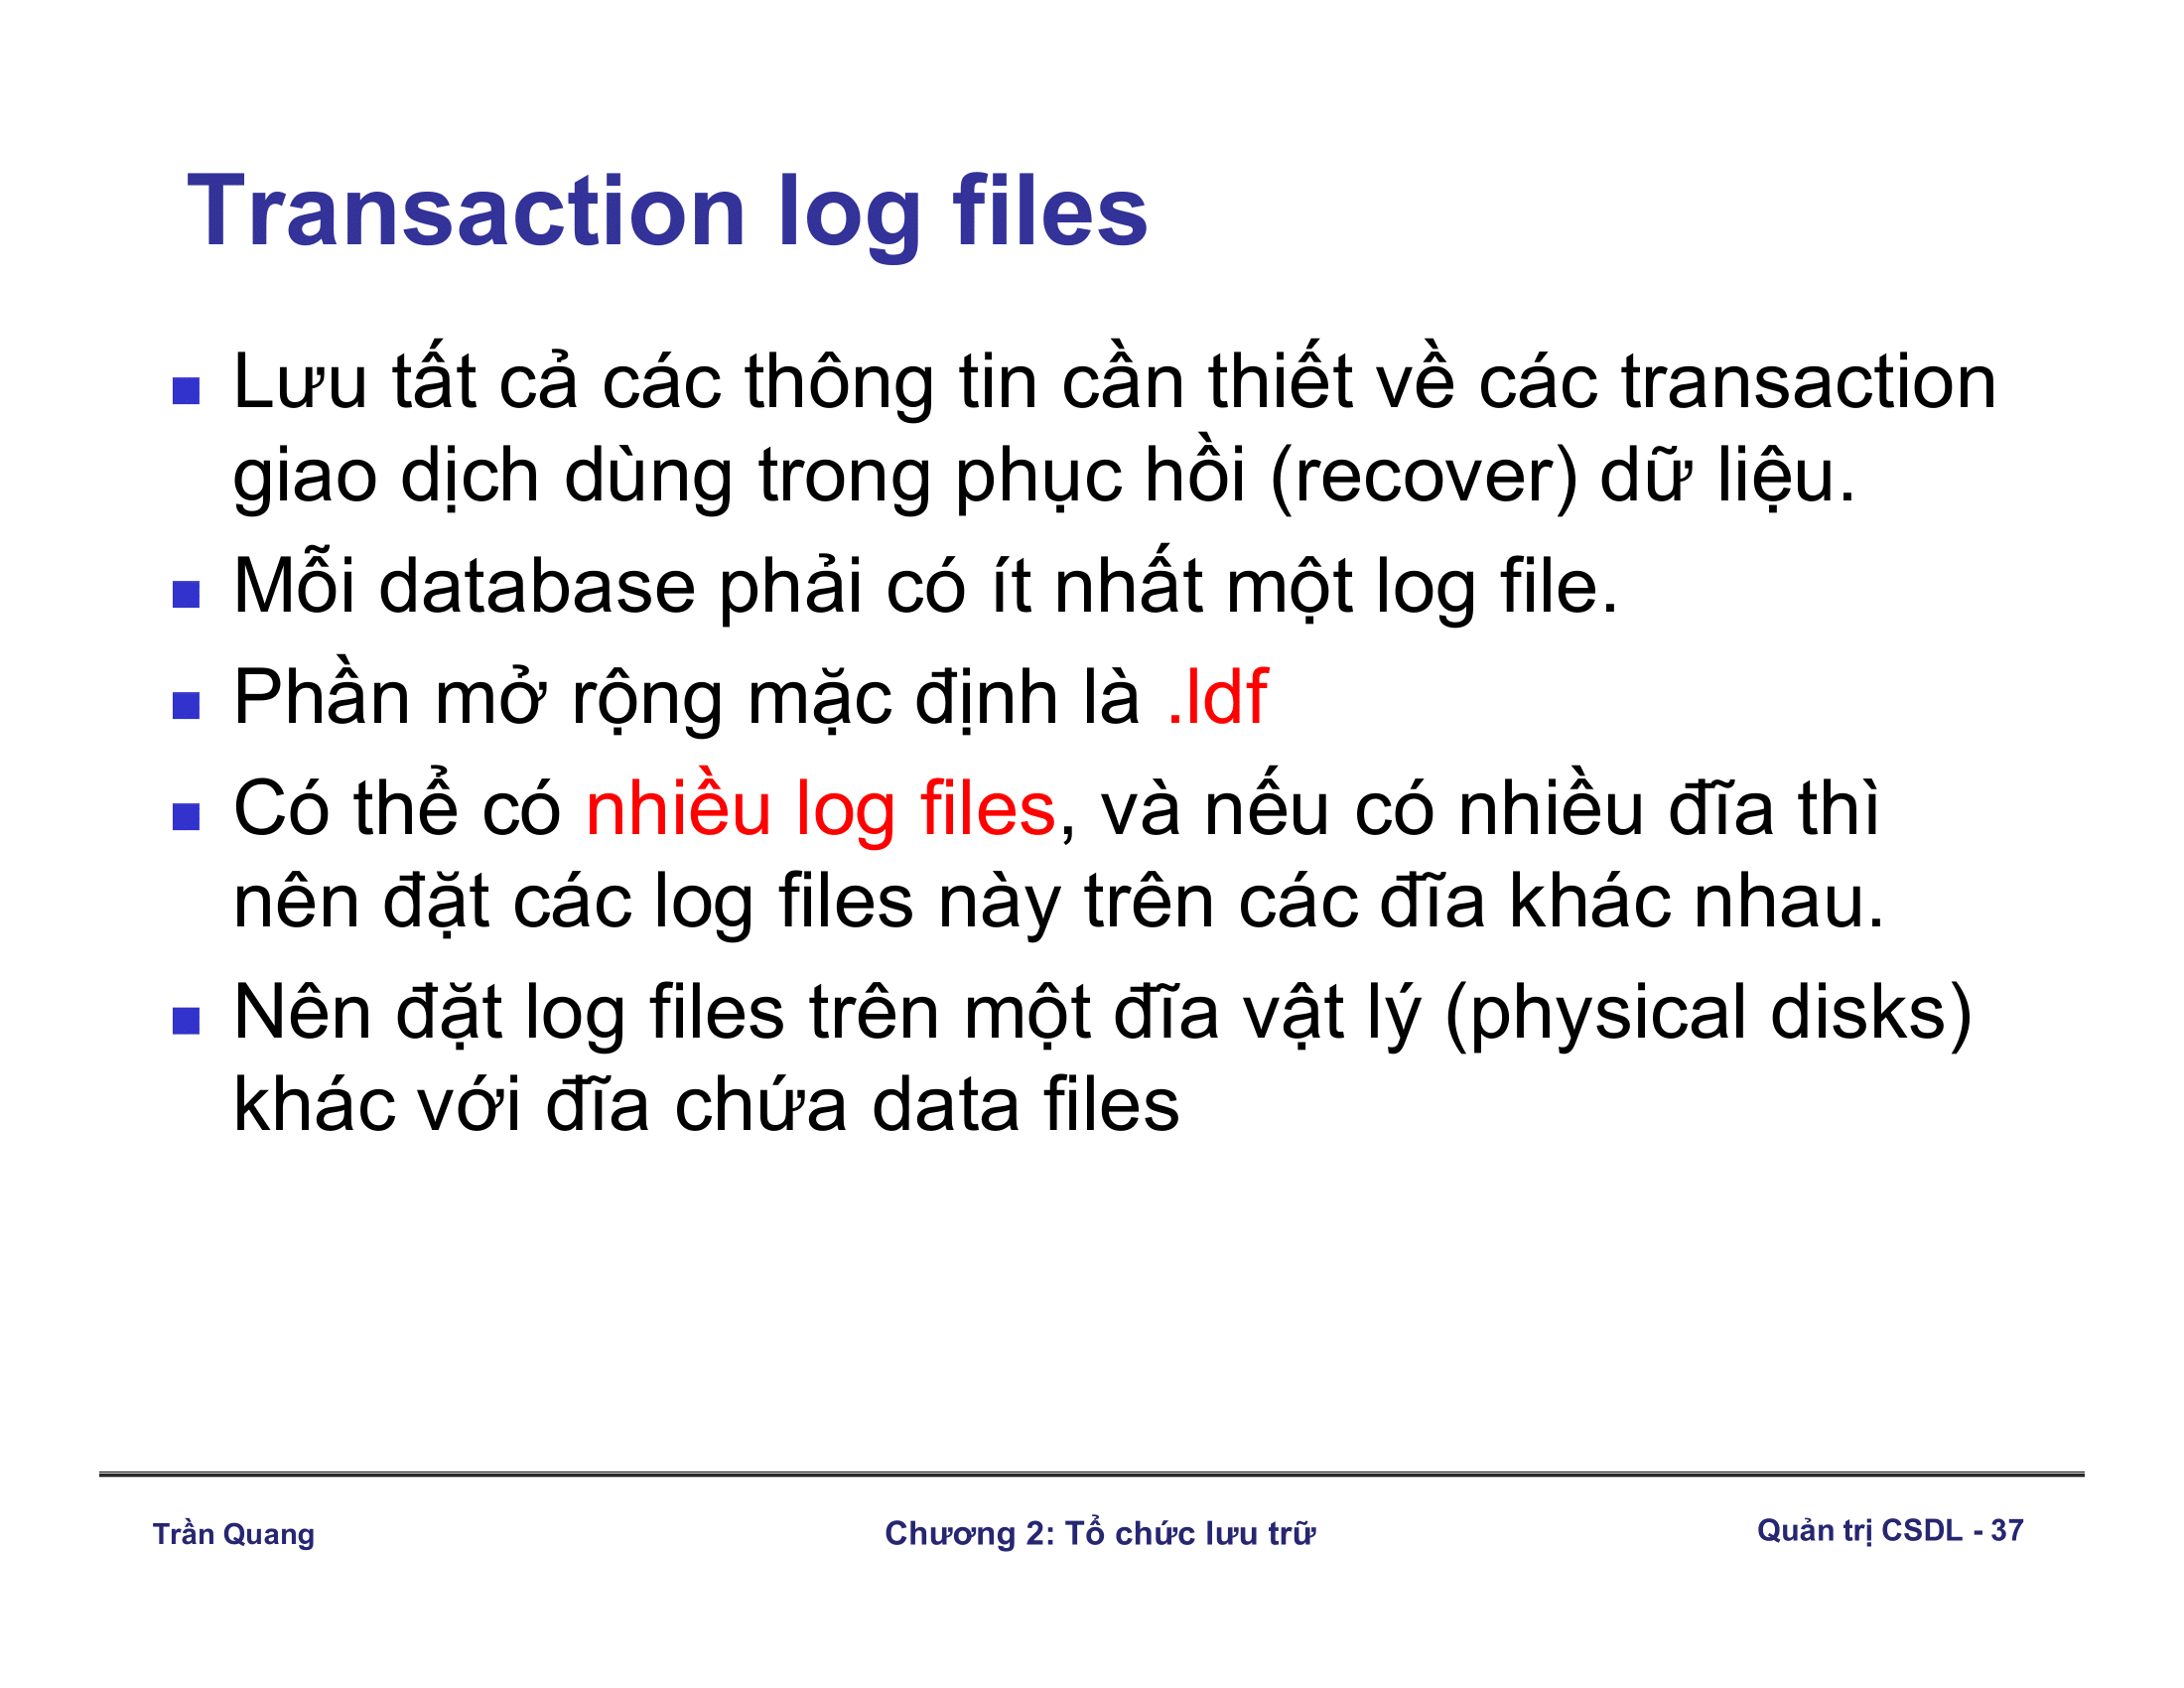 Transaction log files
Lưu tất cả các thông tin cần thiết về các transaction
giao dịch dùng trong phục hồi (recover) dữ liệu.
Mỗi database phải có ít nhất một log file.
Phần mở rộng mặc định là .ldf
Có thể có nhiều log files, và nếu có nhiều đĩa thì
nên đặt các log files này trên các đĩa khác nhau.
Nên đặt log files trên một đĩa vật lý (physical disks)
khác với đĩa chứa data files
Trần Quang
Chương 2: Tổ chức lưu trữ
Quản trị CSDL - 37